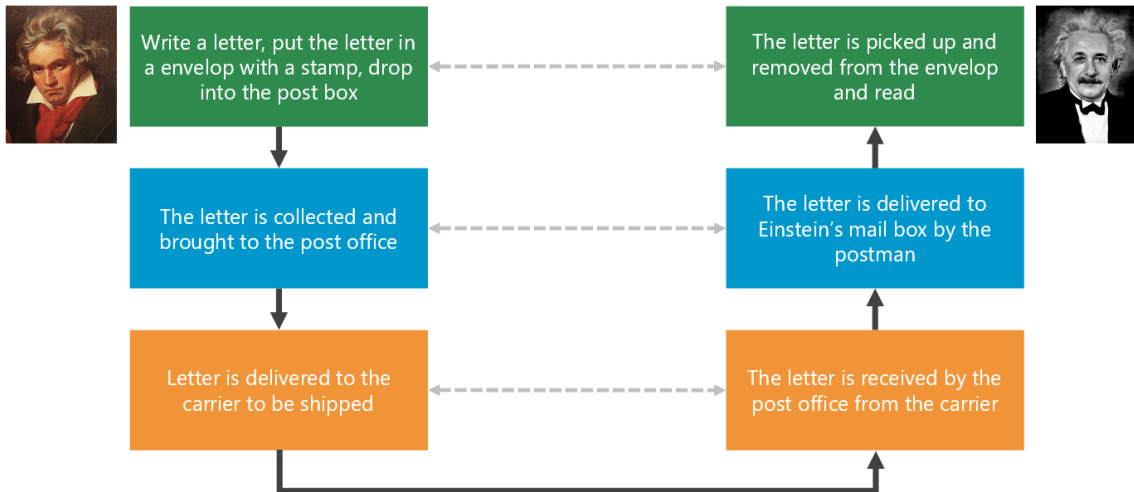 Write a letter, put the letter in
a envelop with a stamp, drop
into the post box
The letter is picked up and
removed from the envelop
and read
The letter is collected and
brought to the post office
The letter is delivered to
Einstein's mail box by the
postman
Letter is delivered to the
carrier to be shipped
The letter is received by the
post office from the carrier